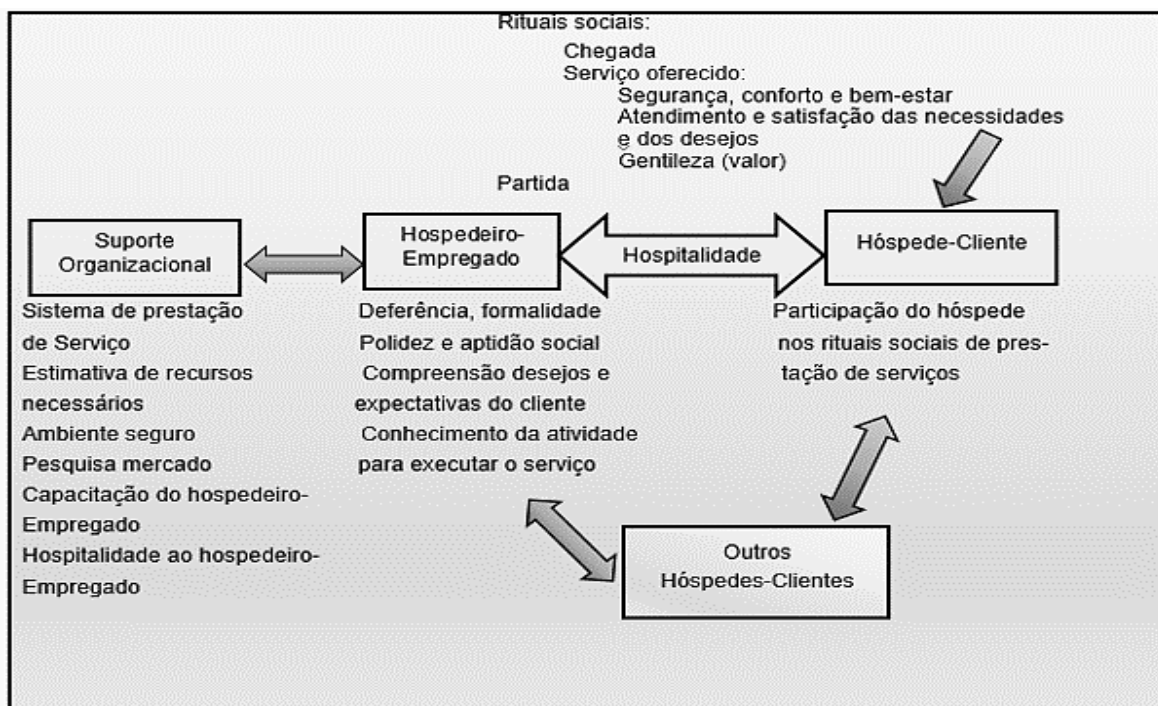 Rituais sociais:
Chegada
Serviço oferecido:
Segurança, conforto e bem-estar
Atendimento e satisfação das necessidades
e dos desejos
Gentileza (valor)
Partida
Suporte
Organizacional
Hospedeiro-
Empregado
Hospitalidade
Hóspede-Cliente
Sistema de prestação
de Serviço
Estimativa de recursos
necessários
Ambiente seguro
Pesquisa mercado
Capacitação do hospedeiro-
Empregado
Hospitalidade ao hospedeiro-
Empregado
Deferência, formalidade
Polidez e aptidão social
Compreensão desejos e
expectativas do cliente
Conhecimento da atividade
para executar o serviço
Participação do hóspede
nos rituais sociais de pres-
tação de serviços
Outros
Hóspedes-Clientes